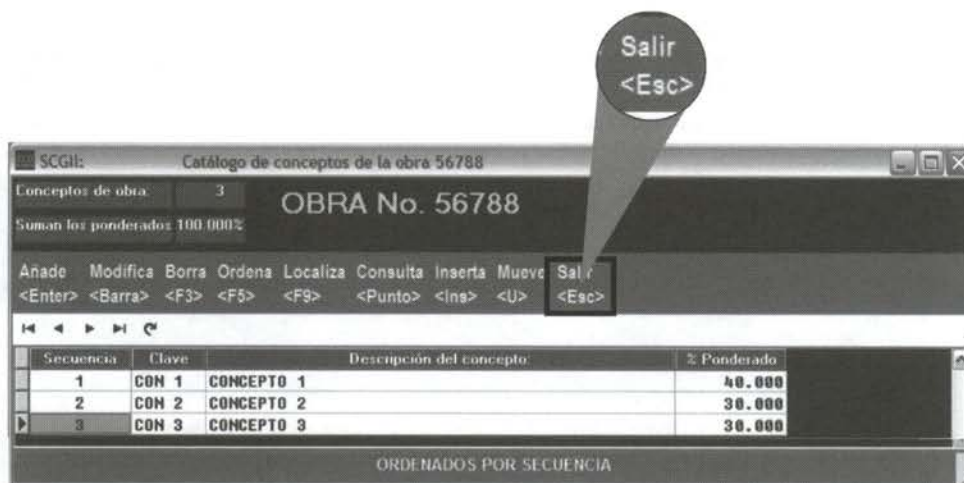 Salir
<Esc>
SCGII: Catálogo de conceptos de la obra 56788
Conceptos de obra: 3
OBRA No. 56788
Suman los ponderados 100.000%
Añade Modifica Borra Ordena Localiza Consulta Inserta Mueve Salir
<Enter> <Barra> <F3> <F5> <F9> <Punto> <Ins> <U> <Esc>
Secuencia Clave Descripción del concepto: % Ponderado
1 CON 1 CONCEPTO 1 40.000
2 CON 2 CONCEPTO 2 30.000
3 CON 3 CONCEPTO 3 30.000
ORDENADOS POR SECUENCIA